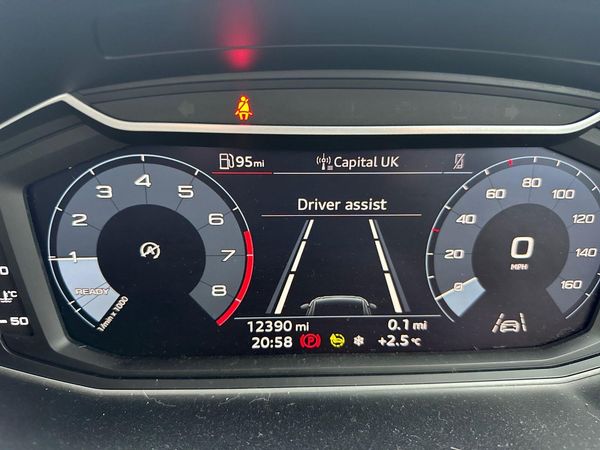 95mi
Capital UK
Driver assist
1 2 3 4 5 6 7 8
READY
1/min x 1000
A
0 20 40 60 80 100 120 140 160
0
MPH
12390 mi 0.1 mi
20:58 P +2.5 °C
°C
50